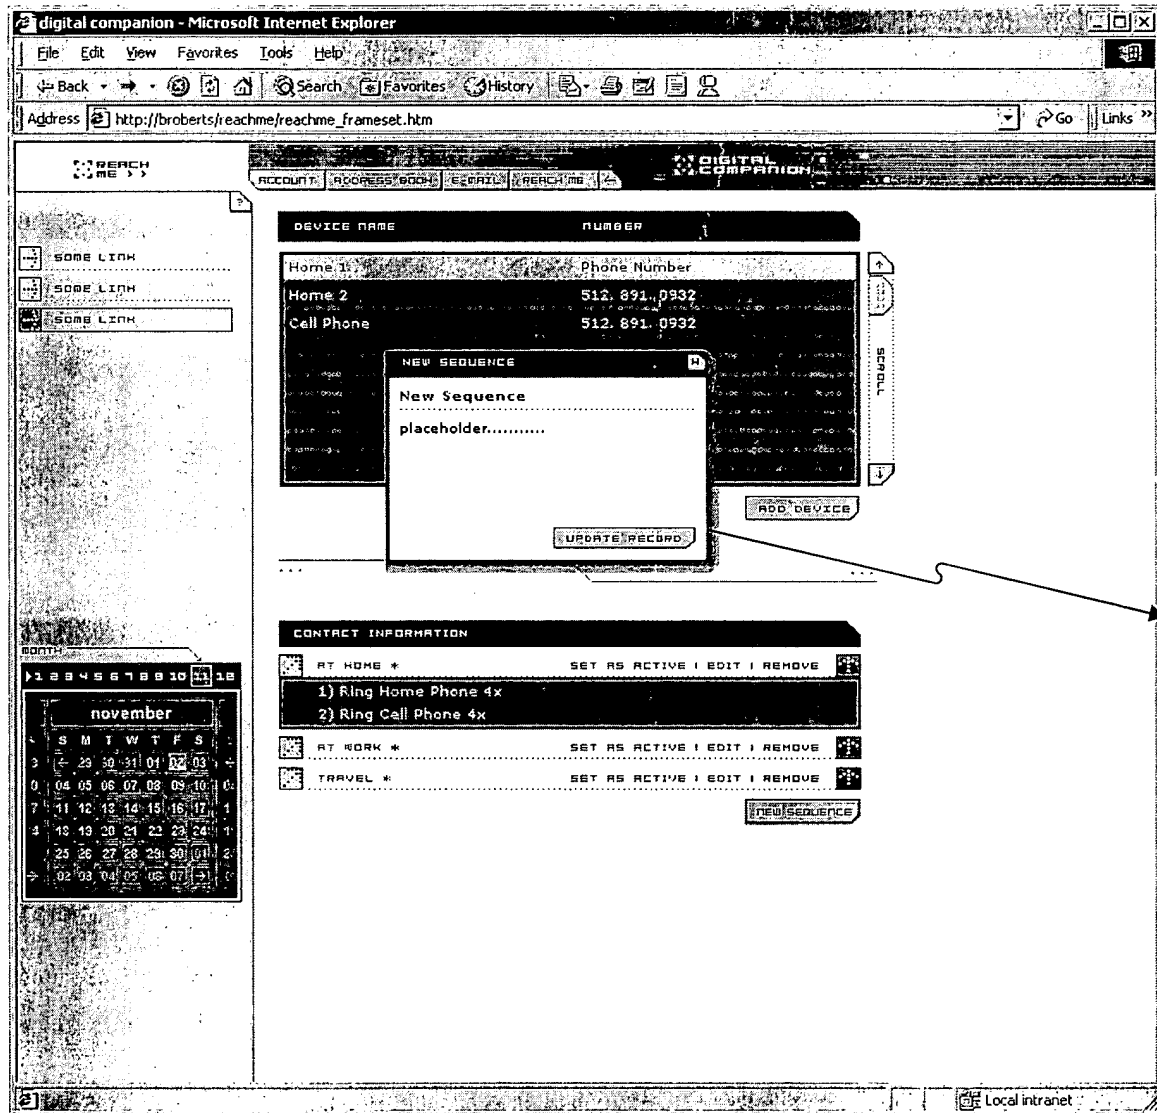 digital companion - Microsoft Internet Explorer
File Edit View Favorites Tools Help
Back Search Favorites History
Address http://broberts/reachme/reachme_frameset.htm Go Links »
REACH
ME >>
DIGITAL
COMPANION
ACCOUNT ADDRESS BOOK E-MAIL REACH ME
?
SOME LINK
SOME LINK
SOME LINK
DEVICE NAME NUMBER
Home 1 Phone Number
Home 2 512. 891. 0932
Cell Phone 512. 891. 0932
SCROLL
NEW SEQUENCE
New Sequence
placeholder...........
UPDATE RECORD
ADD DEVICE
...
...
CONTACT INFORMATION
AT HOME * SET AS ACTIVE | EDIT | REMOVE
1) Ring Home Phone 4x
2) Ring Cell Phone 4x
AT WORK * SET AS ACTIVE | EDIT | REMOVE
TRAVEL * SET AS ACTIVE | EDIT | REMOVE
NEW SEQUENCE
MONTH
1 2 3 4 5 6 7 8 9 10 11 12
november
S M T W T F S
29 30 31 01 02 03
04 05 06 07 08 09 10
11 12 13 14 15 16 17
18 19 20 21 22 23 24
25 26 27 28 29 30 01
02 03 04 05 06 07
Local intranet